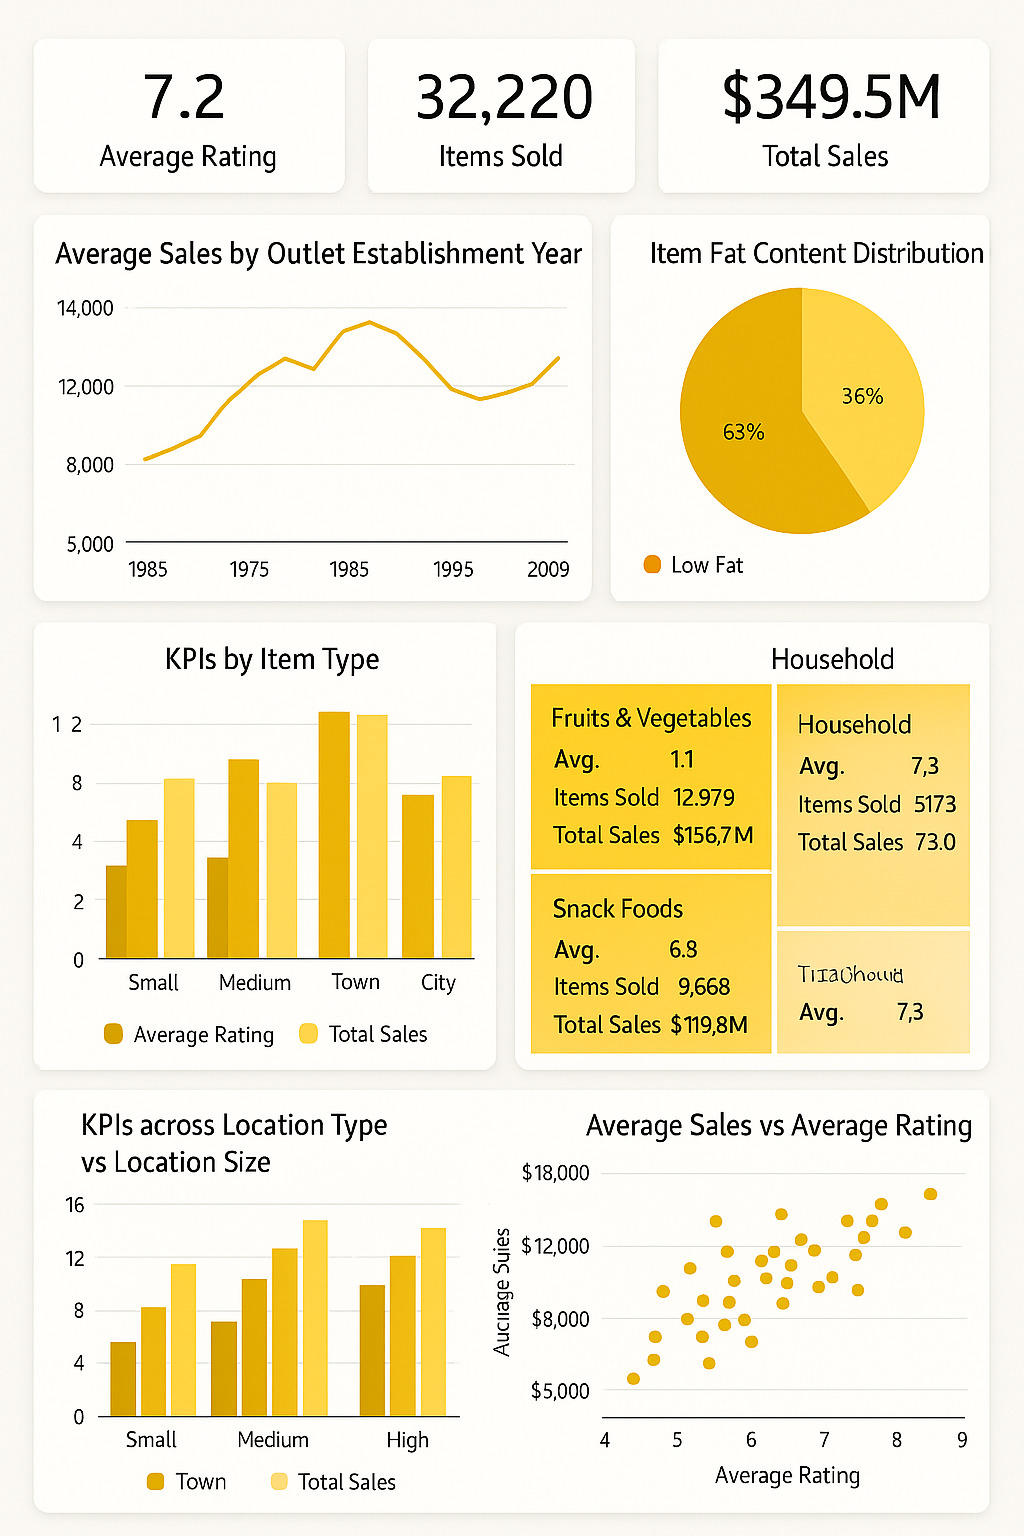 7.2
Average Rating
32,220
Items Sold
$349.5M
Total Sales
Average Sales by Outlet Establishment Year
14,000
12,000
8,000
5,000
1985 1975 1985 1995 2009
Item Fat Content Distribution
36%
63%
Low Fat
KPIs by Item Type
1 2
8
4
2
0
Small Medium Town City
Average Rating Total Sales
Household
Fruits & Vegetables
Avg. 1.1
Items Sold 12.979
Total Sales $156,7M
Household
Avg. 7,3
Items Sold 5173
Total Sales 73.0
Snack Foods
Avg. 6.8
Items Sold 9,668
Total Sales $119,8M
Avg. 7,3
KPIs across Location Type
vs Location Size
16
12
8
4
0
Small Medium High
Town Total Sales
Average Sales vs Average Rating
$18,000
$12,000
$8,000
$5,000
4 5 6 7 8 9
Average Rating